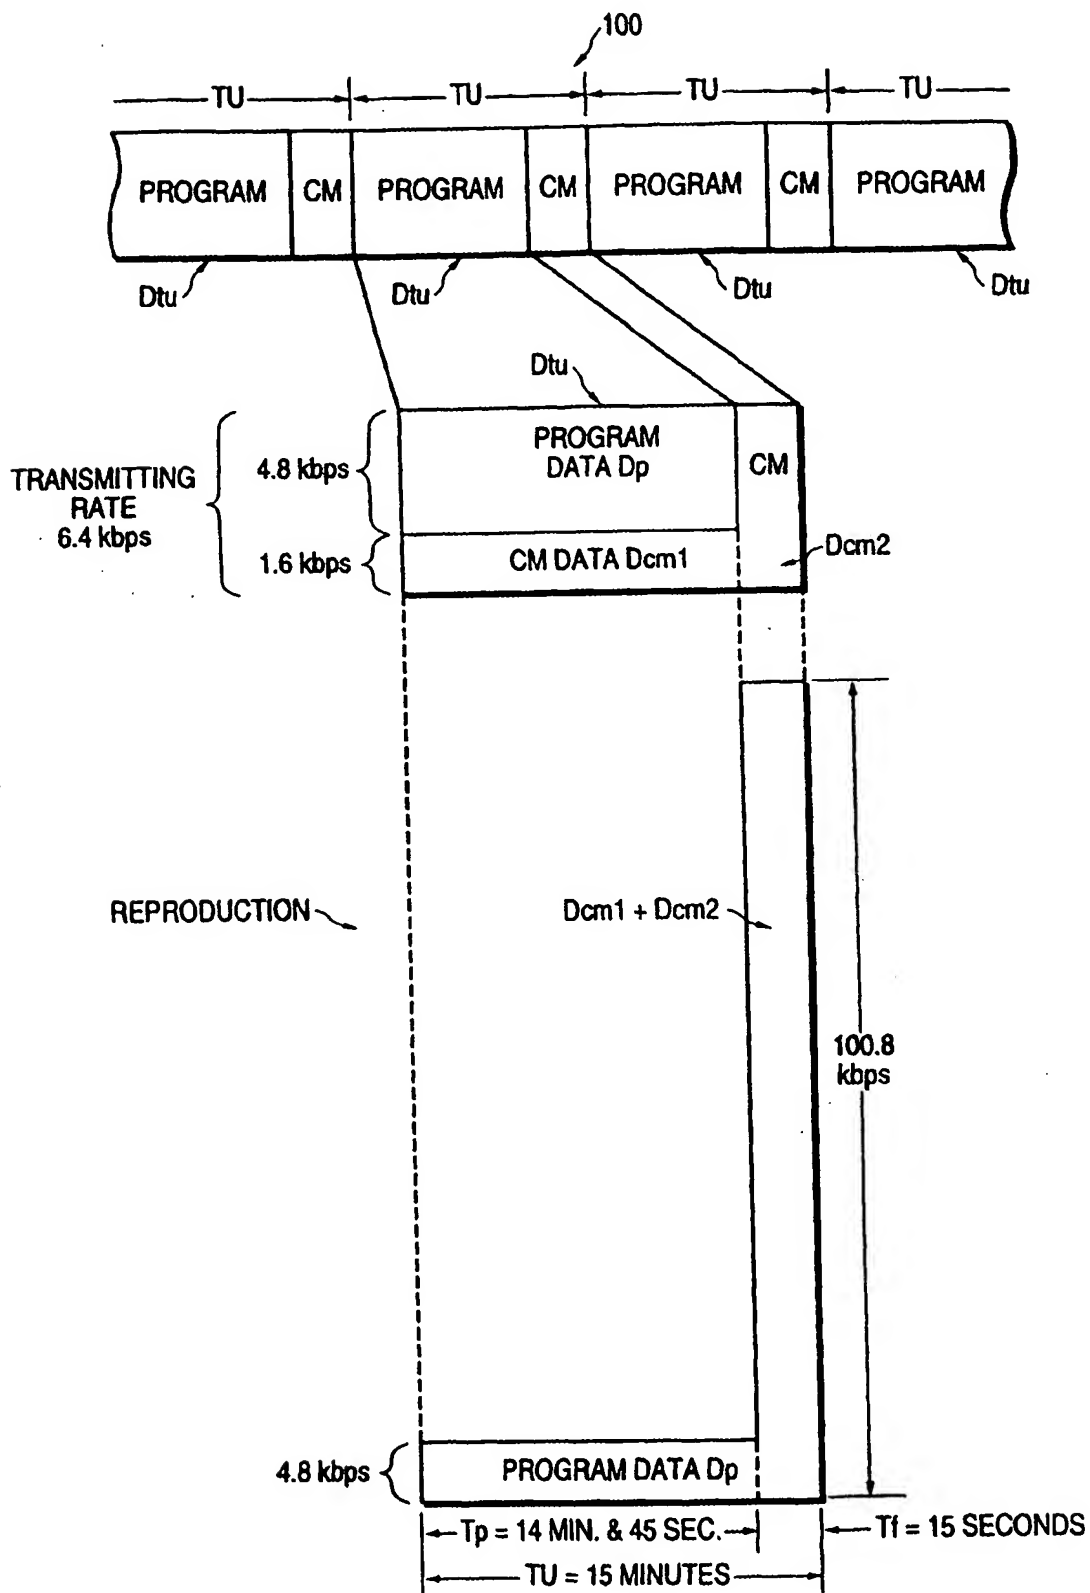 100
TU TU TU TU
PROGRAM CM PROGRAM CM PROGRAM CM PROGRAM
Dtu Dtu Dtu Dtu
Dtu
TRANSMITTING
RATE
6.4 kbps
4.8 kbps
PROGRAM
DATA Dp
CM
1.6 kbps
CM DATA Dcm1
Dcm2
REPRODUCTION
Dcm1 + Dcm2
100.8
kbps
4.8 kbps
PROGRAM DATA Dp
Tp = 14 MIN. & 45 SEC.
Tf = 15 SECONDS
TU = 15 MINUTES